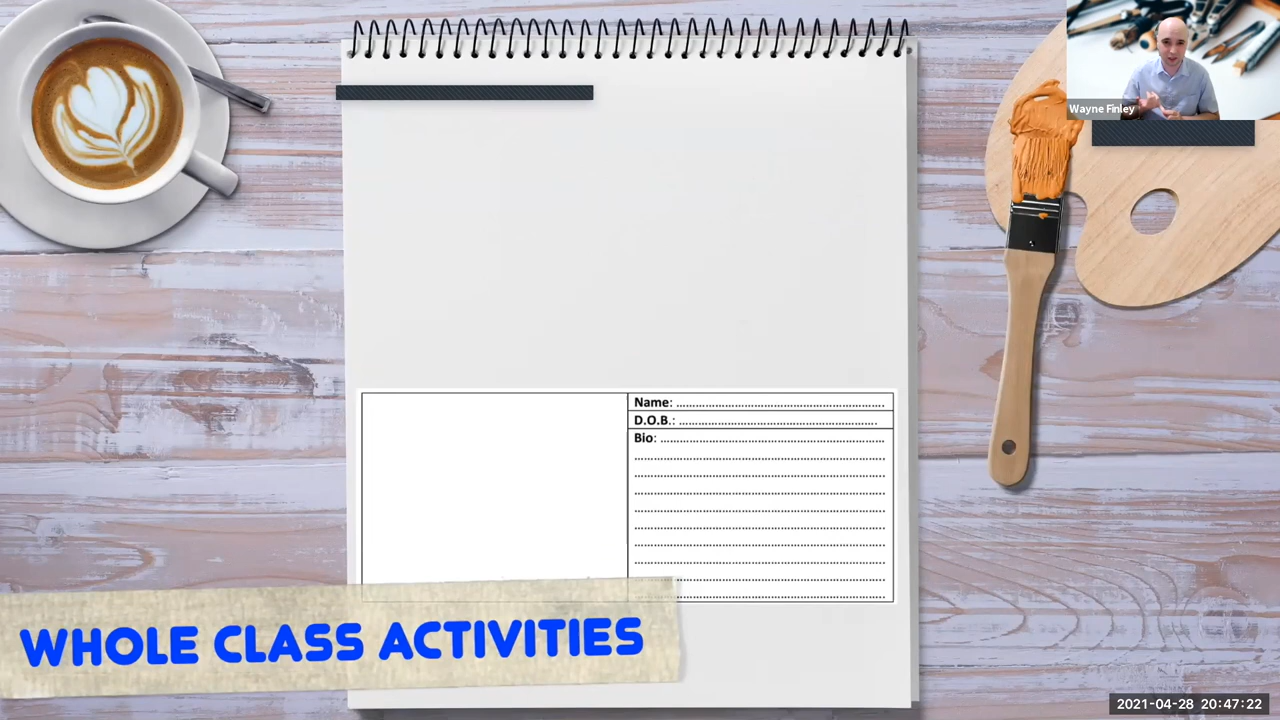 Wayne Finley
Name: ....................................................................
D.O.B.: ................................................................
Bio: ........................................................................
WHOLE CLASS ACTIVITIES
2021-04-28 20:47:22